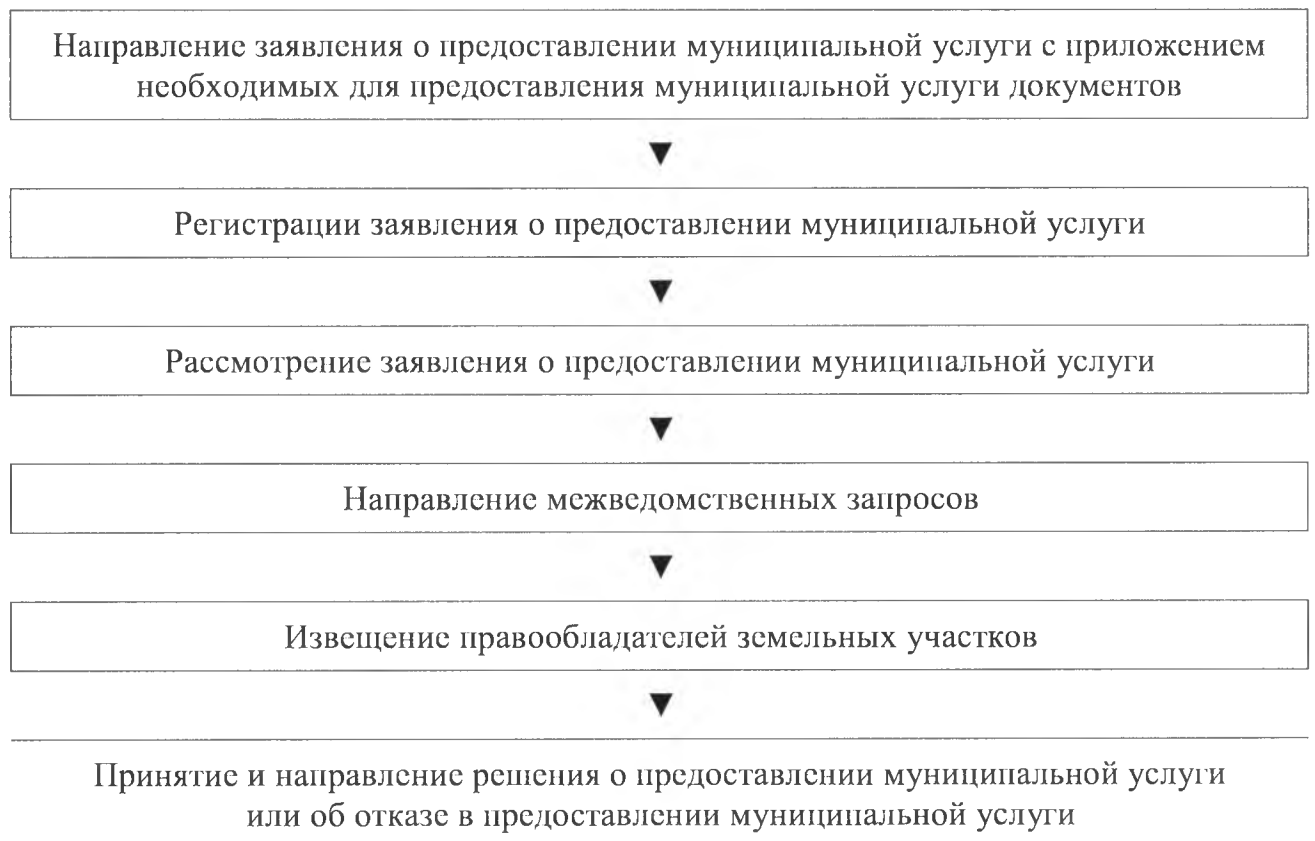 Направление заявления о предоставлении муниципальной услуги с приложением
необходимых для предоставления муниципальной услуги документов
▼
Регистрации заявления о предоставлении муниципальной услуги
▼
Рассмотрение заявления о предоставлении муниципальной услуги
▼
Направление межведомственных запросов
▼
Извещение правообладателей земельных участков
▼
Принятие и направление решения о предоставлении муниципальной услуги
или об отказе в предоставлении муниципальной услуги